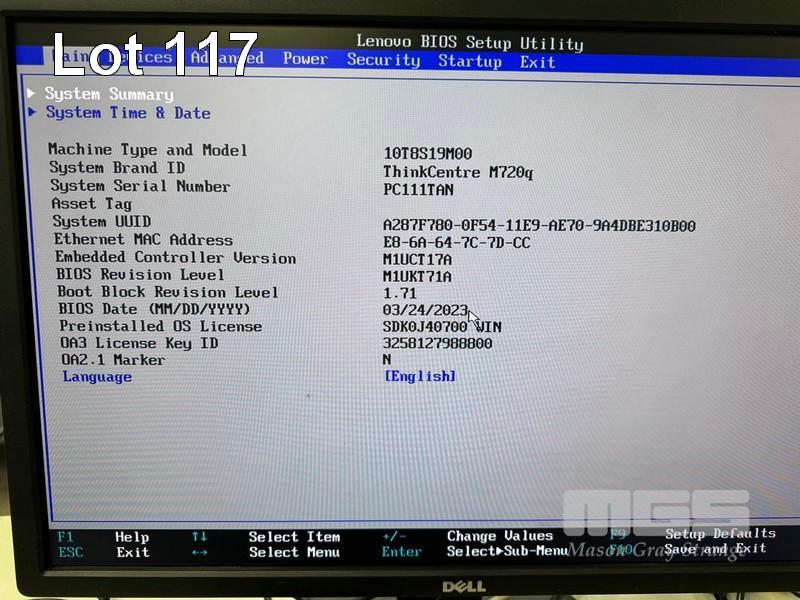 Lot 117
Lenovo BIOS Setup Utility
Main Devices Advanced Power Security Startup Exit
System Summary
System Time & Date
Machine Type and Model 10T8S19M00
System Brand ID ThinkCentre M720q
System Serial Number PC111TAN
Asset Tag
System UUID A287F780-0F54-11E9-AE70-9A4DBE310B00
Ethernet MAC Address E8-6A-64-7C-7D-CC
Embedded Controller Version M1UCT17A
BIOS Revision Level M1UKT71A
Boot Block Revision Level 1.71
BIOS Date (MM/DD/YYYY) 03/24/2023
Preinstalled OS License SDK0J40700 WIN
OA3 License Key ID 3258127988800
OA2.1 Marker N
Language [English]
MGS
Mason Gray Strange
F1 Help ↑↓ Select Item +/- Change Values F9 Setup Defaults
ESC Exit ↔ Select Menu Enter Select▶Sub-Menu F10 Save and Exit
DELL